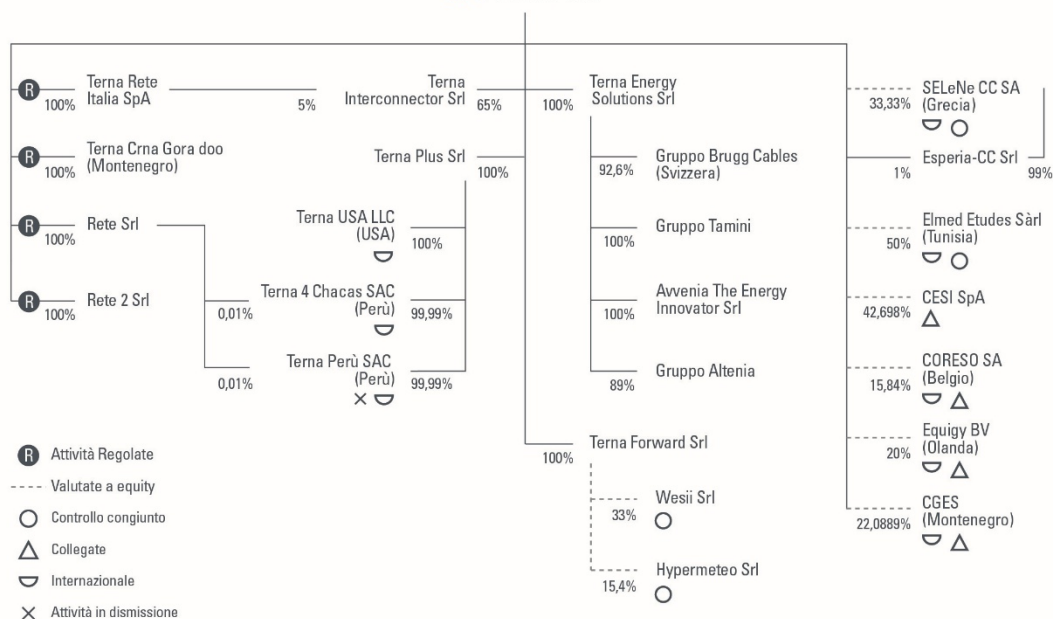 R
100%
Terna Rete
Italia SpA
5%
Terna
Interconnector Srl
65%
100%
Terna Energy
Solutions Srl
33,33%
SELeNe CC SA
(Grecia)
R
100%
Terna Crna Gora doo
(Montenegro)
Terna Plus Srl
100%
92,6%
Gruppo Brugg Cables
(Svizzera)
1%
Esperia-CC Srl
99%
R
100%
Rete Srl
Terna USA LLC
(USA)
100%
100%
Gruppo Tamini
50%
Elmed Etudes Sàrl
(Tunisia)
R
100%
Rete 2 Srl
0,01%
Terna 4 Chacas SAC
(Perù)
99,99%
100%
Avvenia The Energy
Innovator Srl
42,698%
CESI SpA
0,01%
Terna Perù SAC
(Perù)
99,99%
89%
Gruppo Altenia
15,84%
CORESO SA
(Belgio)
100%
Terna Forward Srl
20%
Equigy BV
(Olanda)
33%
Wesii Srl
22,0889%
CGES
(Montenegro)
15,4%
Hypermeteo Srl
R Attività Regolate
Valutate a equity
Controllo congiunto
Collegate
Internazionale
Attività in dismissione